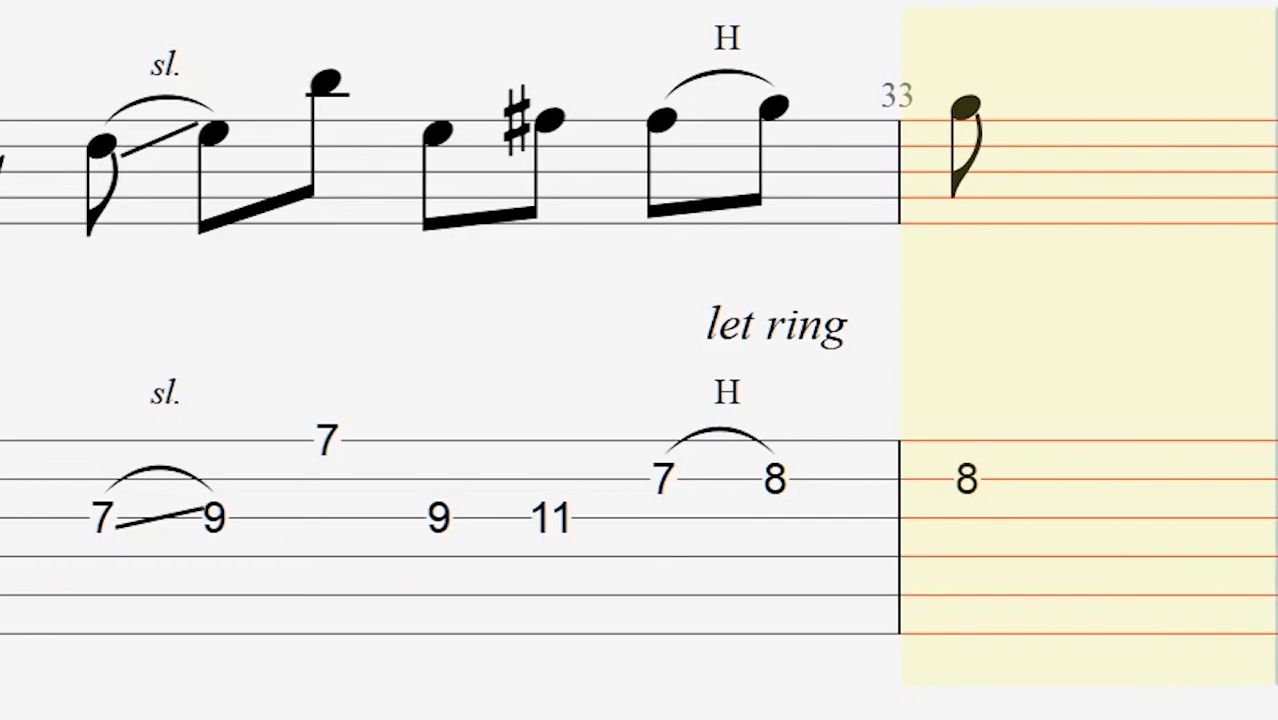 H
sl.
33
let ring
sl. H
7
7 8 8
7 9 9 11